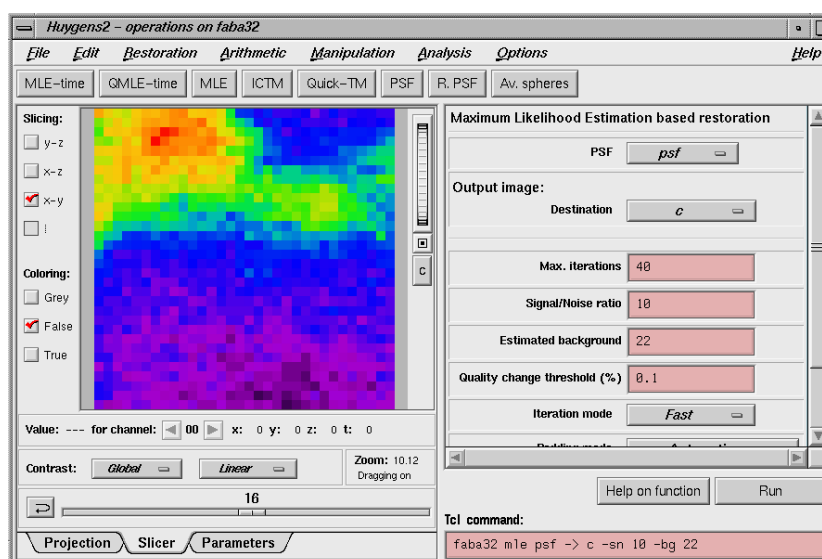 Huygens2 – operations on faba32
File Edit Restoration Arithmetic Manipulation Analysis Options Help
MLE-time QMLE-time MLE ICTM Quick-TM PSF R. PSF Av. spheres
Slicing:
y-z
x-z
x-y
Coloring:
Grey
False
True
C
Value: --- for channel: 00 x: 0 y: 0 z: 0 t: 0
Contrast: Global Linear
Zoom: 10.12
Dragging on
16
Projection Slicer Parameters
Maximum Likelihood Estimation based restoration
PSF psf
Output image:
Destination c
Max. iterations 40
Signal/Noise ratio 10
Estimated background 22
Quality change threshold (%) 0.1
Iteration mode Fast
Help on function Run
Tcl command:
faba32 mle psf -> c -sn 10 -bg 22